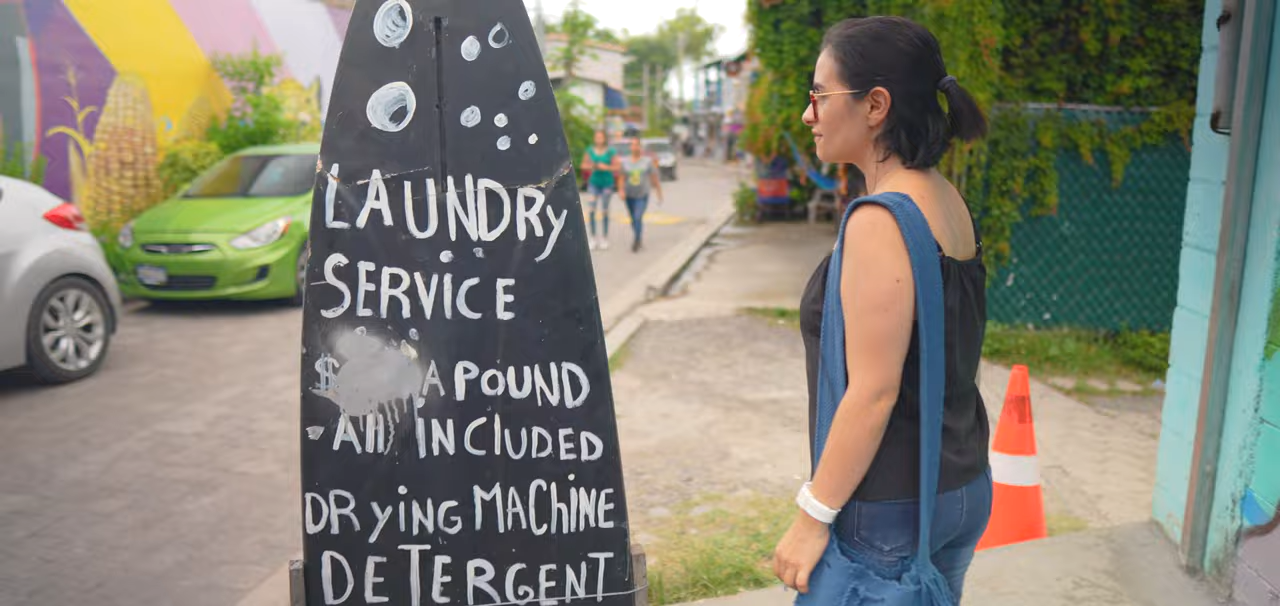 LAUNDRy
SERVICE
$ A POUND
- All INCLUDED
DRyiNG MAChiNE
DETERGENT